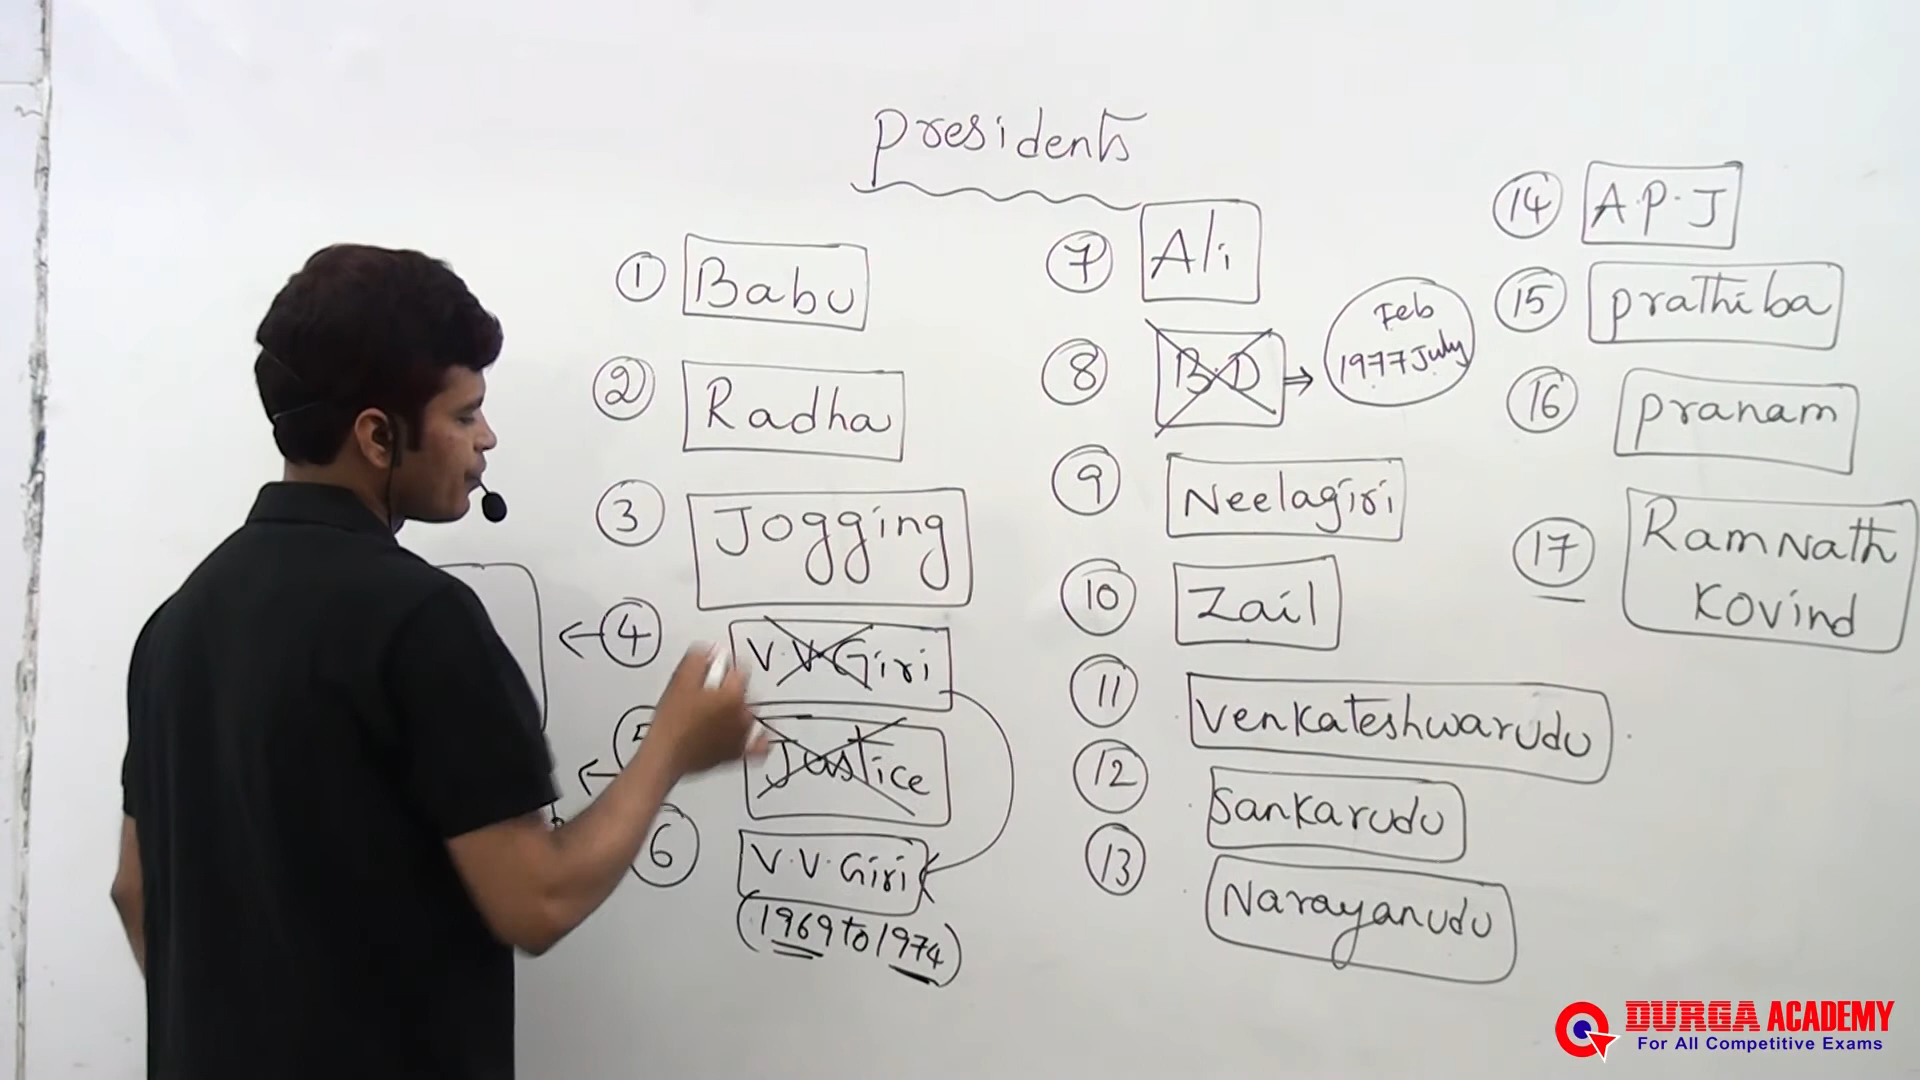 Presidents
1 Babu
2 Radha
3 Jogging
4 V.V Giri
5 Justice
6 V.V. Giri
(1969 to 1974)
7 Ali
8 B.D ⇒ Feb
1977 July
9 Neelagiri
10 Zail
11 Venkateshwarudu
12 Sankarudu
13 Narayanudu
14 A.P.J
15 Prathiba
16 Pranam
17 Ramnath
Kovind
DURGA ACADEMY
For All Competitive Exams